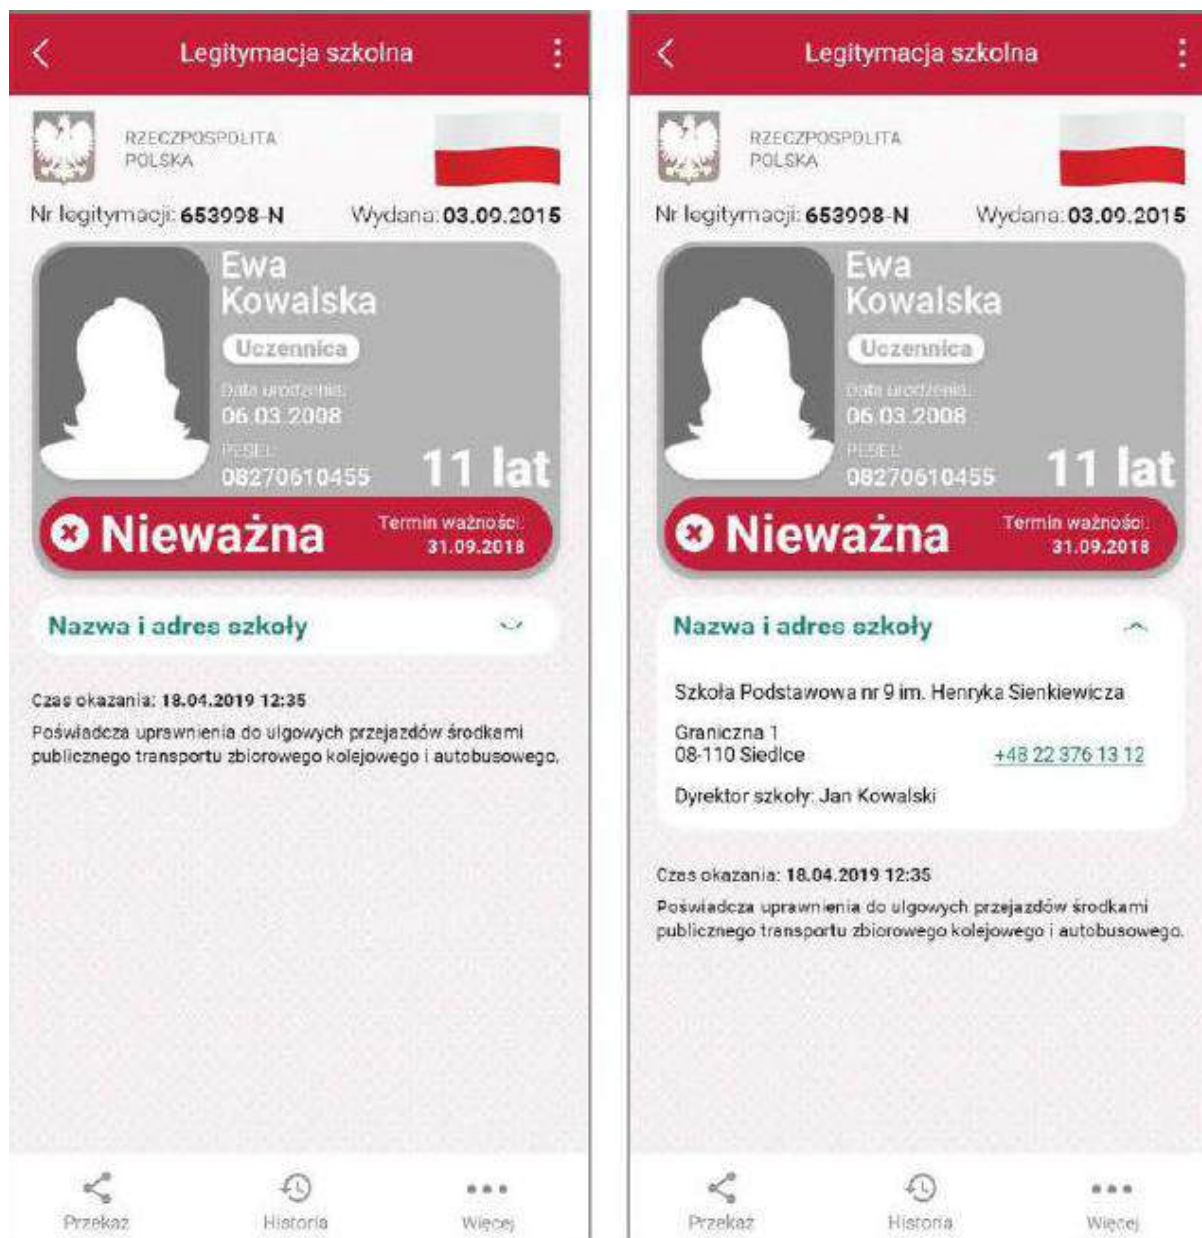 Legitymacja szkolna
RZECZPOSPOLITA
POLSKA
Nr legitymacji: 653998-N Wydana: 03.09.2015
Ewa
Kowalska
Uczennica
Data urodzenia:
06.03.2008
PESEL:
08270610455
11 lat
Nieważna
Termin ważności:
31.09.2018
Nazwa i adres szkoły
Czas okazania: 18.04.2019 12:35
Poświadcza uprawnienia do ulgowych przejazdów środkami
publicznego transportu zbiorowego kolejowego i autobusowego.
Przekaż Historia Więcej
Legitymacja szkolna
RZECZPOSPOLITA
POLSKA
Nr legitymacji: 653998-N Wydana: 03.09.2015
Ewa
Kowalska
Uczennica
Data urodzenia:
06.03.2008
PESEL:
08270610455
11 lat
Nieważna
Termin ważności:
31.09.2018
Nazwa i adres szkoły
Szkoła Podstawowa nr 9 im. Henryka Sienkiewicza
Graniczna 1
08-110 Siedlce +48 22 376 13 12
Dyrektor szkoły: Jan Kowalski
Czas okazania: 18.04.2019 12:35
Poświadcza uprawnienia do ulgowych przejazdów środkami
publicznego transportu zbiorowego kolejowego i autobusowego.
Przekaż Historia Więcej